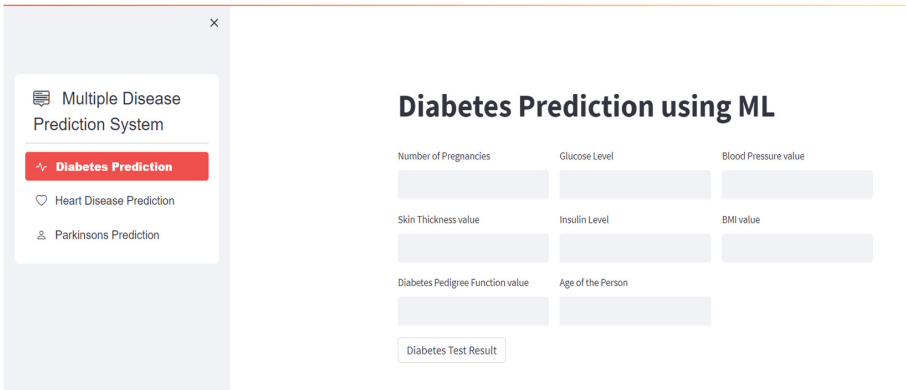 ×
Multiple Disease
Prediction System
Diabetes Prediction
Heart Disease Prediction
Parkinsons Prediction
Diabetes Prediction using ML
Number of Pregnancies
Glucose Level
Blood Pressure value
Skin Thickness value
Insulin Level
BMI value
Diabetes Pedigree Function value
Age of the Person
Diabetes Test Result